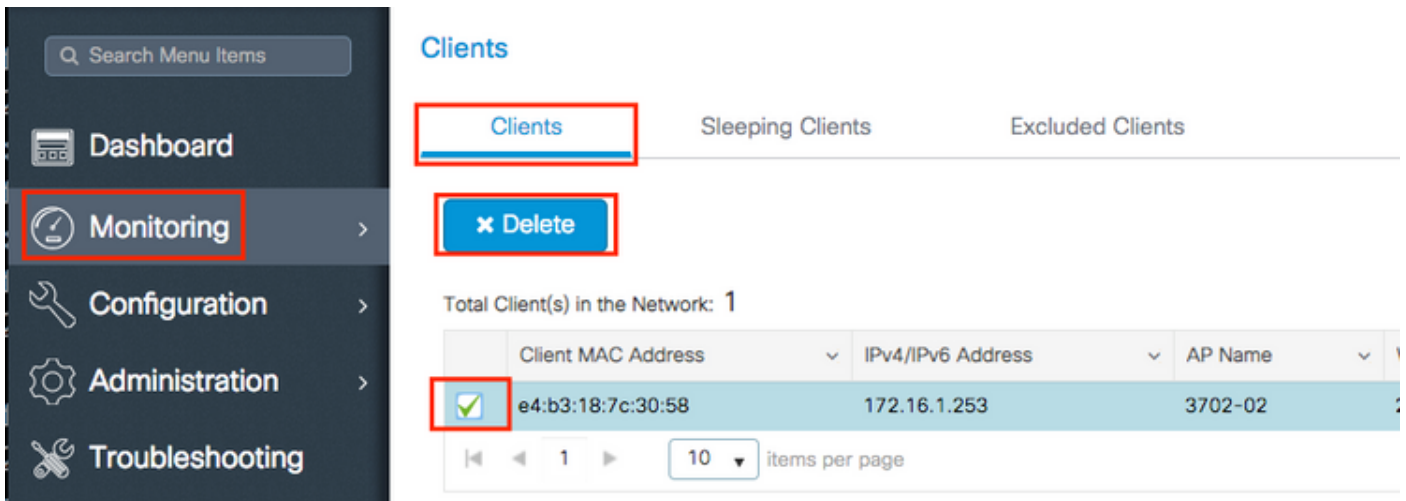 Search Menu Items
Dashboard
Monitoring
Configuration
Administration
Troubleshooting
Clients
Clients Sleeping Clients Excluded Clients
Delete
Total Client(s) in the Network: 1
Client MAC Address IPv4/IPv6 Address AP Name
e4:b3:18:7c:30:58 172.16.1.253 3702-02
1 10 items per page